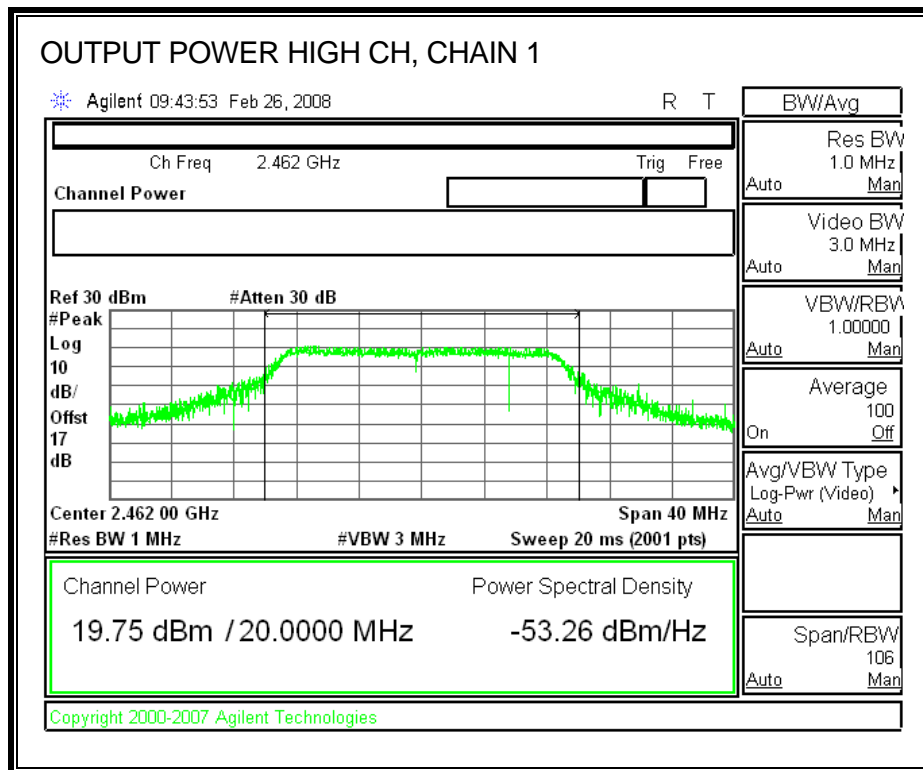 OUTPUT POWER HIGH CH, CHAIN 1
Agilent 09:43:53 Feb 26, 2008 R T
BW/Avg
Ch Freq 2.462 GHz Trig Free
Channel Power
Res BW
1.0 MHz
Auto Man
Video BW
3.0 MHz
Auto Man
Ref 30 dBm #Atten 30 dB
#Peak
Log
10
dB/
Offst
17
dB
VBW/RBW
1.00000
Auto Man
Average
100
On Off
Avg/VBW Type
Log-Pwr (Video)
Auto Man
Center 2.462 00 GHz Span 40 MHz
#Res BW 1 MHz #VBW 3 MHz Sweep 20 ms (2001 pts)
Channel Power Power Spectral Density
19.75 dBm / 20.0000 MHz -53.26 dBm/Hz
Span/RBW
106
Auto Man
Copyright 2000-2007 Agilent Technologies